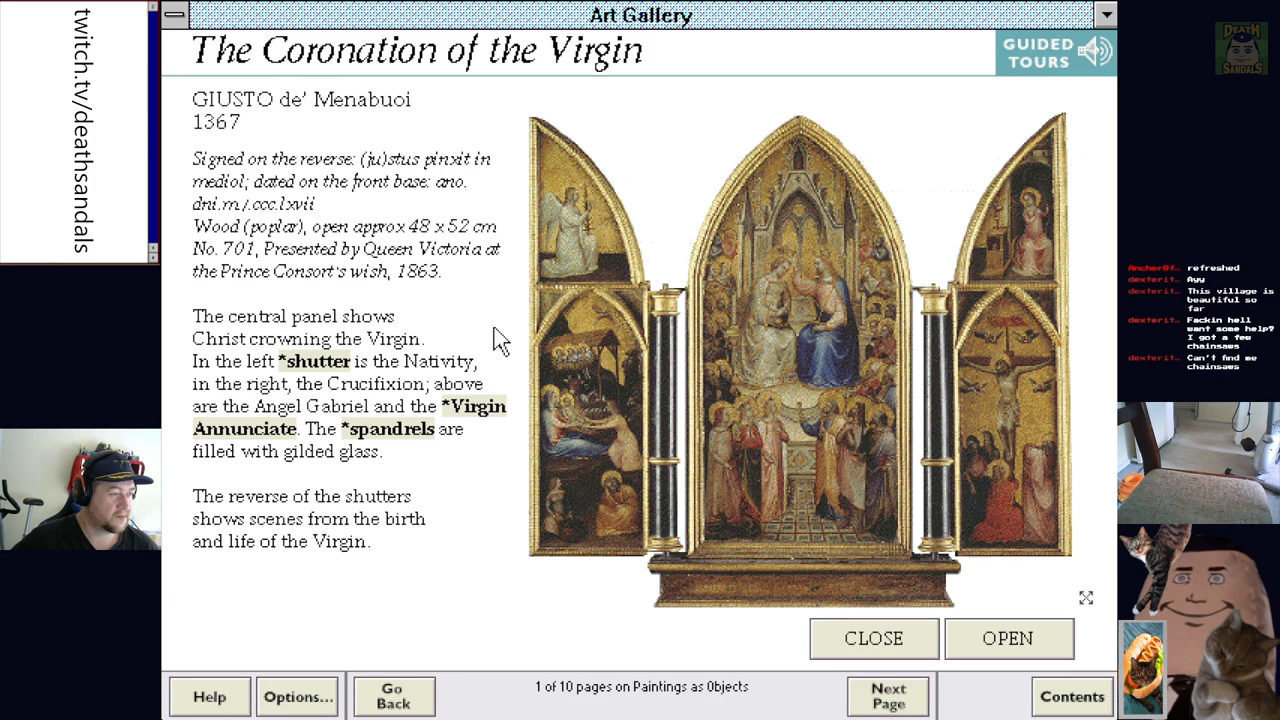 twitch.tv/deathsandals
Art Gallery
DEATH
SANDALS
The Coronation of the Virgin
GUIDED
TOURS
GIUSTO de' Menabuoi
1367
Signed on the reverse: (ju)stus pinxit in
mediol; dated on the front base: ano.
dni.m./.ccc.lxvii
Wood (poplar), open approx 48 x 52 cm
No. 701, Presented by Queen Victoria at
the Prince Consort's wish, 1863.
The central panel shows
Christ crowning the Virgin.
In the left *shutter is the Nativity,
in the right, the Crucifixion; above
are the Angel Gabriel and the *Virgin
Annunciate. The *spandrels are
filled with gilded glass.
The reverse of the shutters
shows scenes from the birth
and life of the Virgin.
CLOSE
OPEN
Help
Options...
Go
Back
1 of 10 pages on Paintings as Objects
Next
Page
Contents
AnchorOf… refreshed
dexterit… Ayy
dexterit… This village is
beautiful so
far
dexterit… Fackin hell
want some help?
I got a few
chainsaws
dexterit… Can't find me
chainsaws